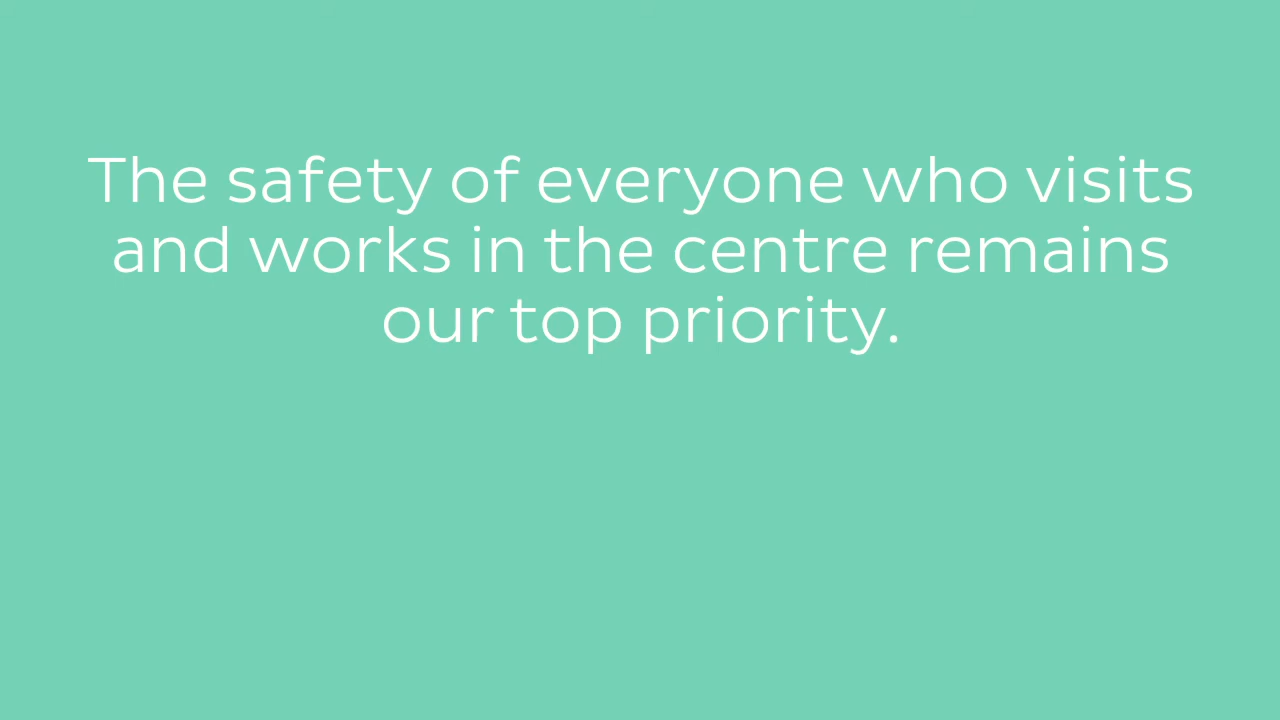 The safety of everyone who visits
and works in the centre remains
our top priority.